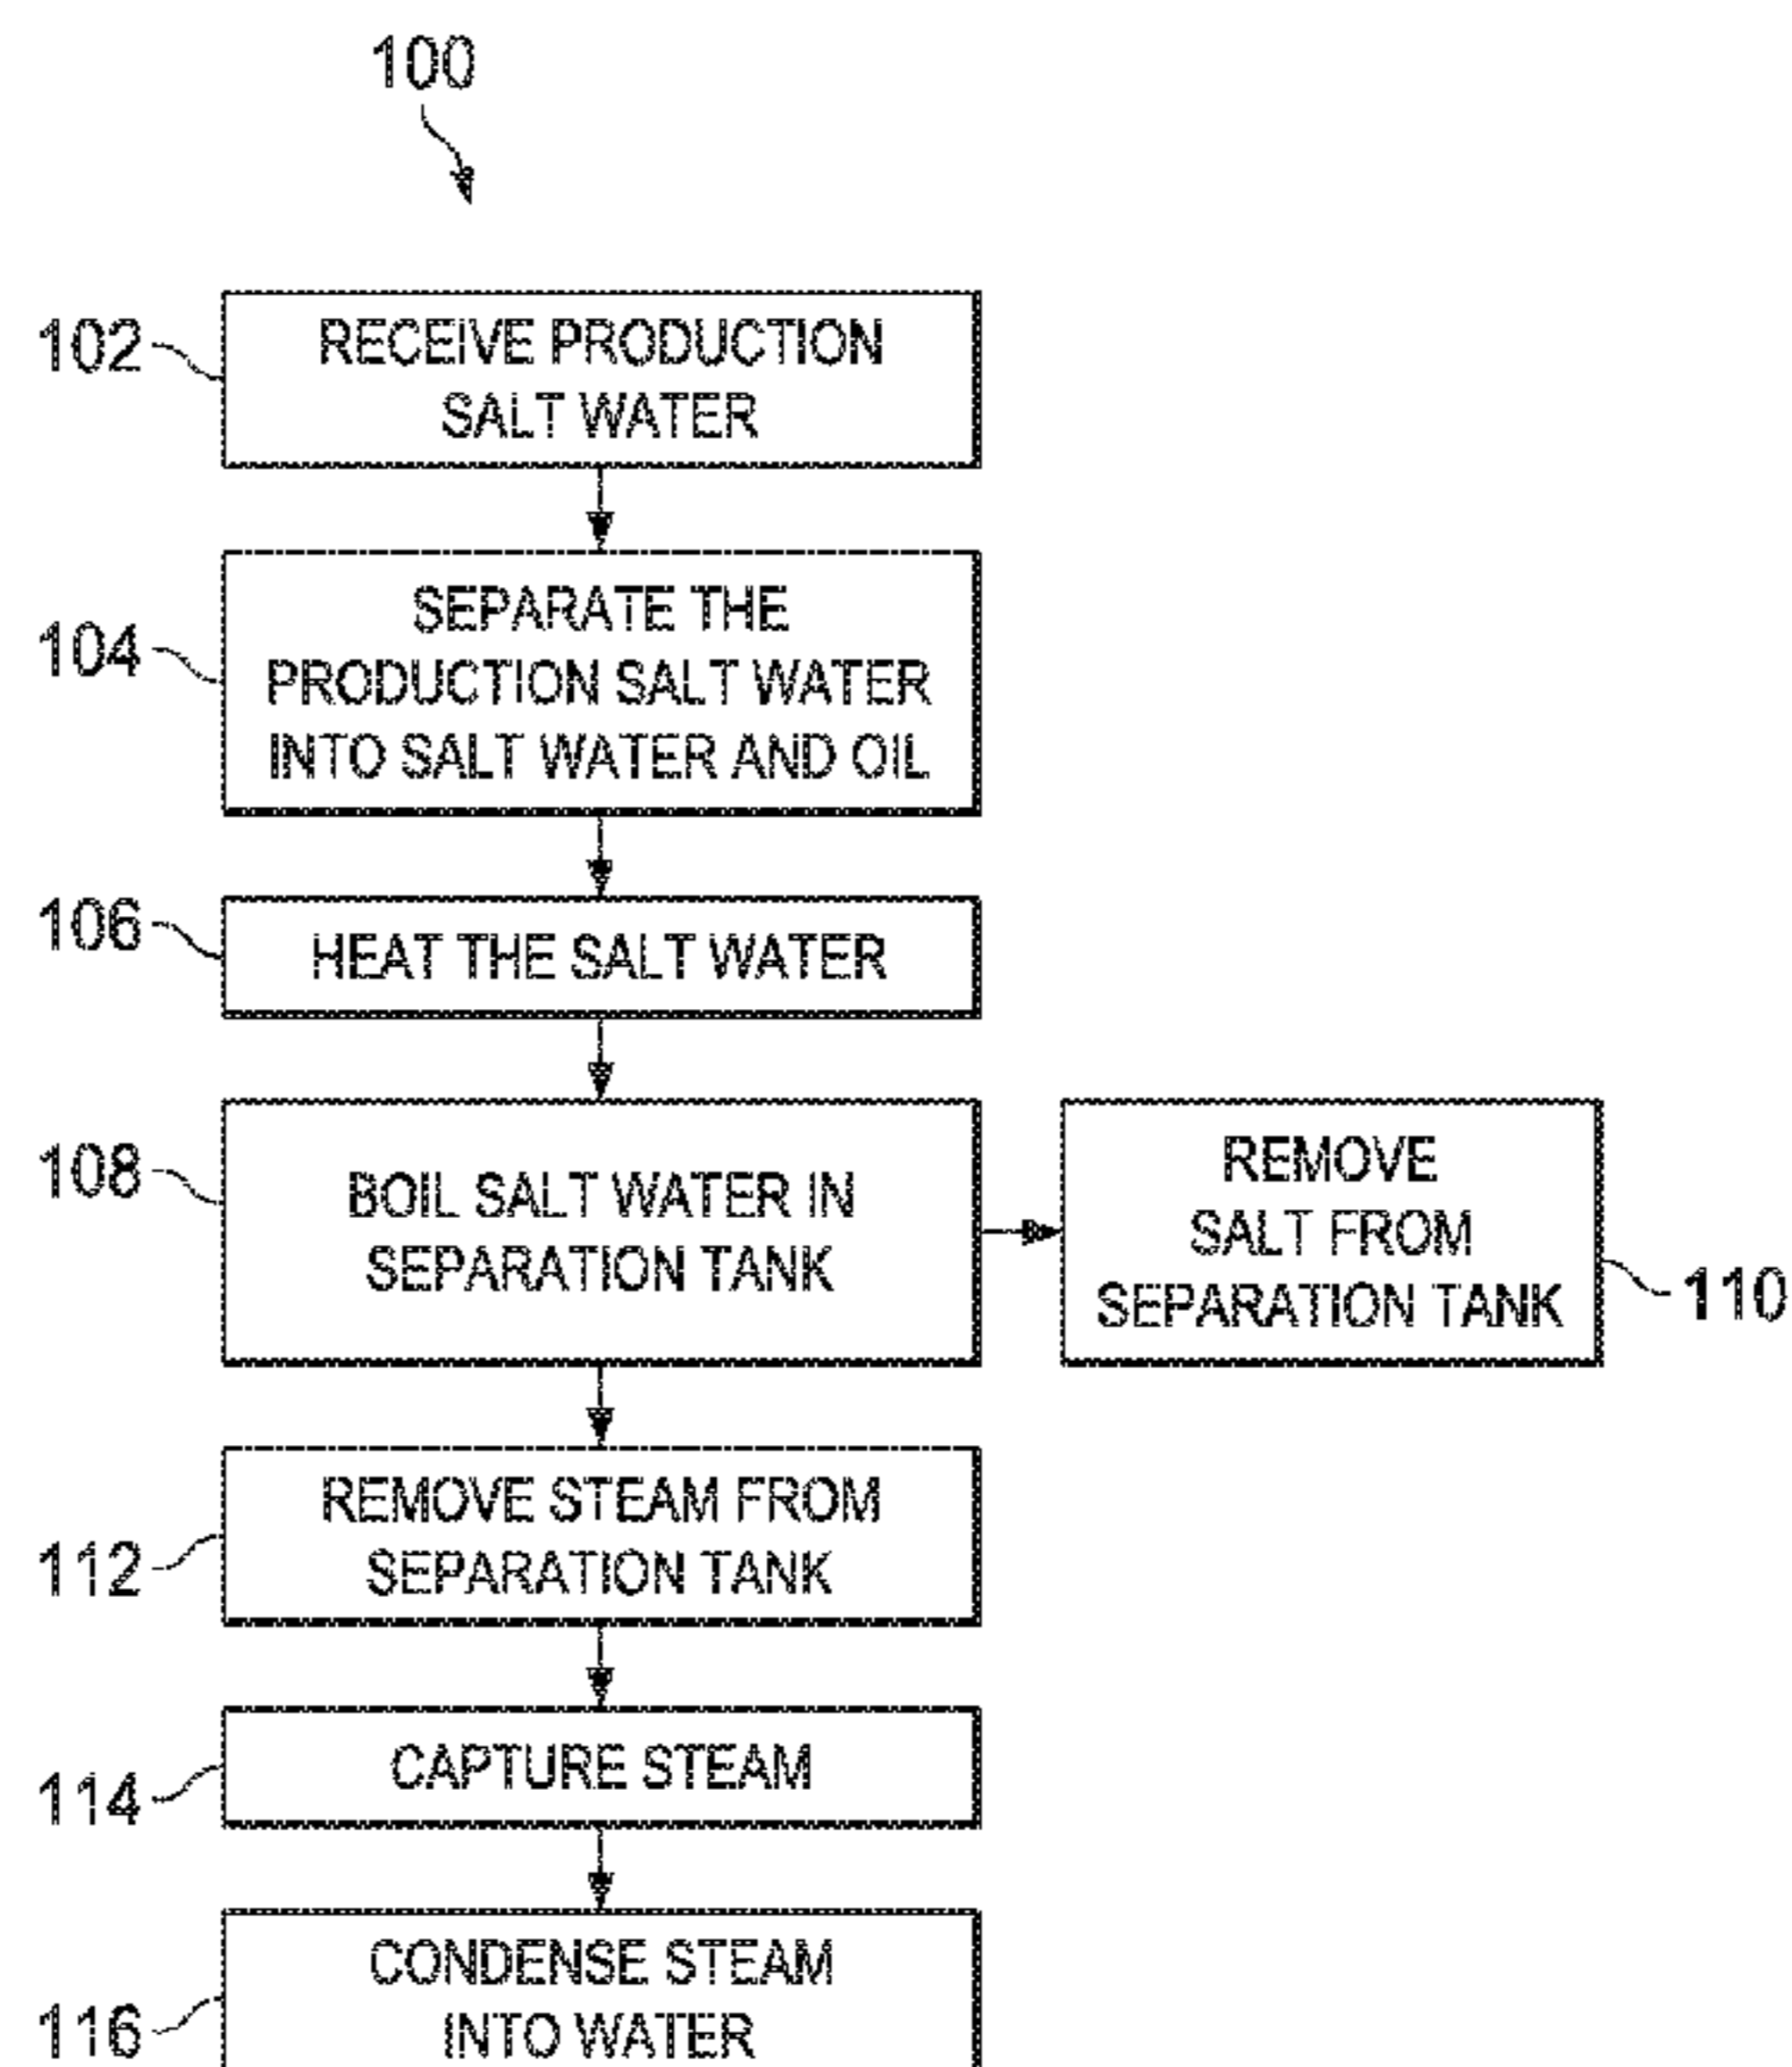 100
102
RECEIVE PRODUCTION
SALT WATER
104
SEPARATE THE
PRODUCTION SALT WATER
INTO SALT WATER AND OIL
106
HEAT THE SALT WATER
108
BOIL SALT WATER IN
SEPARATION TANK
REMOVE
SALT FROM
SEPARATION TANK
110
112
REMOVE STEAM FROM
SEPARATION TANK
114
CAPTURE STEAM
116
CONDENSE STEAM
INTO WATER